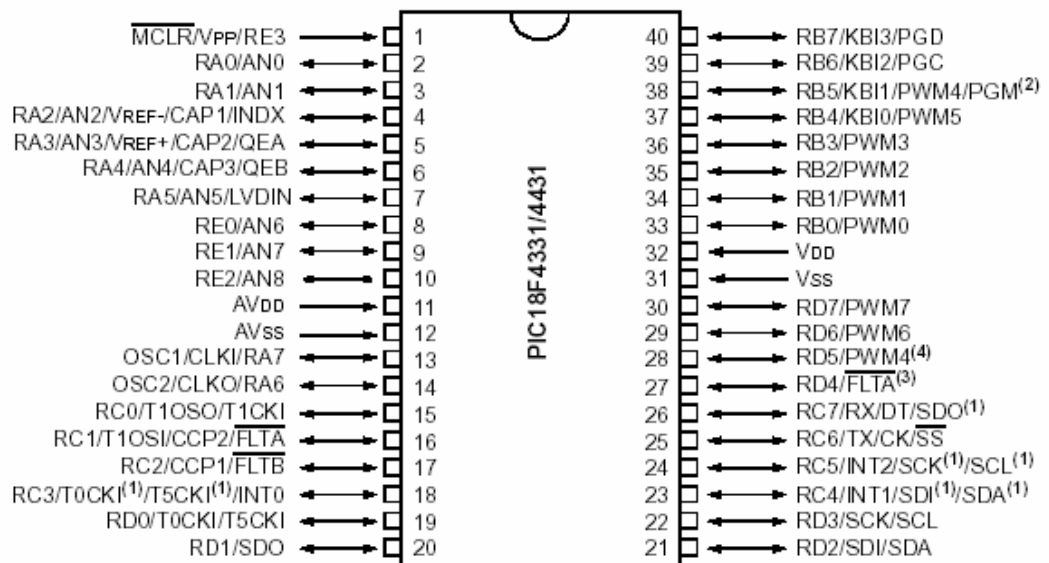 MCLR/VPP/RE3 1 40 RB7/KBI3/PGD
RA0/AN0 2 39 RB6/KBI2/PGC
RA1/AN1 3 38 RB5/KBI1/PWM4/PGM(2)
RA2/AN2/VREF-/CAP1/INDX 4 37 RB4/KBI0/PWM5
RA3/AN3/VREF+/CAP2/QEA 5 36 RB3/PWM3
RA4/AN4/CAP3/QEB 6 35 RB2/PWM2
RA5/AN5/LVDIN 7 34 RB1/PWM1
RE0/AN6 8 33 RB0/PWM0
RE1/AN7 9 32 VDD
RE2/AN8 10 31 VSS
AVDD 11 30 RD7/PWM7
AVSS 12 29 RD6/PWM6
OSC1/CLKI/RA7 13 28 RD5/PWM4(4)
OSC2/CLKO/RA6 14 27 RD4/FLTA(3)
RC0/T1OSO/T1CKI 15 26 RC7/RX/DT/SDO(1)
RC1/T1OSI/CCP2/FLTA 16 25 RC6/TX/CK/SS
RC2/CCP1/FLTB 17 24 RC5/INT2/SCK(1)/SCL(1)
RC3/T0CKI(1)/T5CKI(1)/INT0 18 23 RC4/INT1/SDI(1)/SDA(1)
RD0/T0CKI/T5CKI 19 22 RD3/SCK/SCL
RD1/SDO 20 21 RD2/SDI/SDA
PIC18F4331/4431